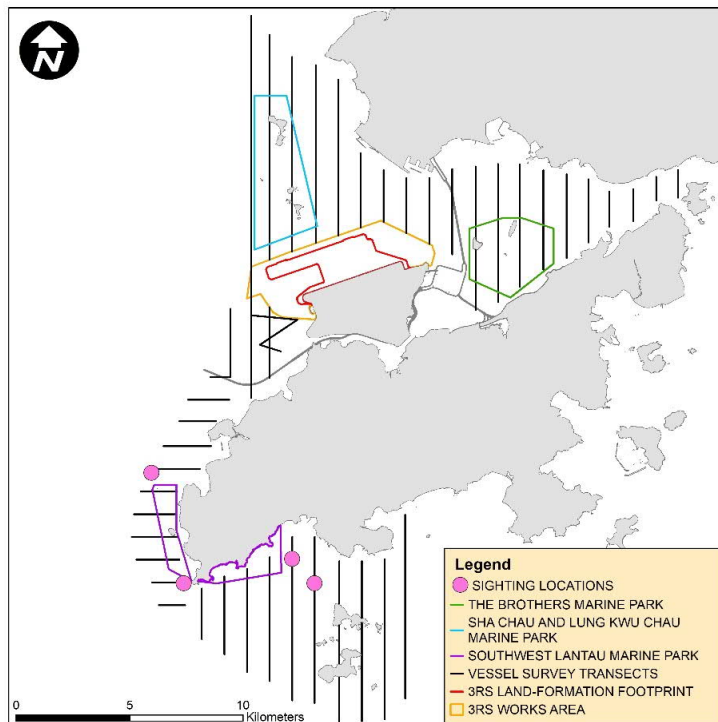 N
Legend
SIGHTING LOCATIONS
THE BROTHERS MARINE PARK
SHA CHAU AND LUNG KWU CHAU
MARINE PARK
SOUTHWEST LANTAU MARINE PARK
VESSEL SURVEY TRANSECTS
3RS LAND-FORMATION FOOTPRINT
3RS WORKS AREA
0 5 10
Kilometers